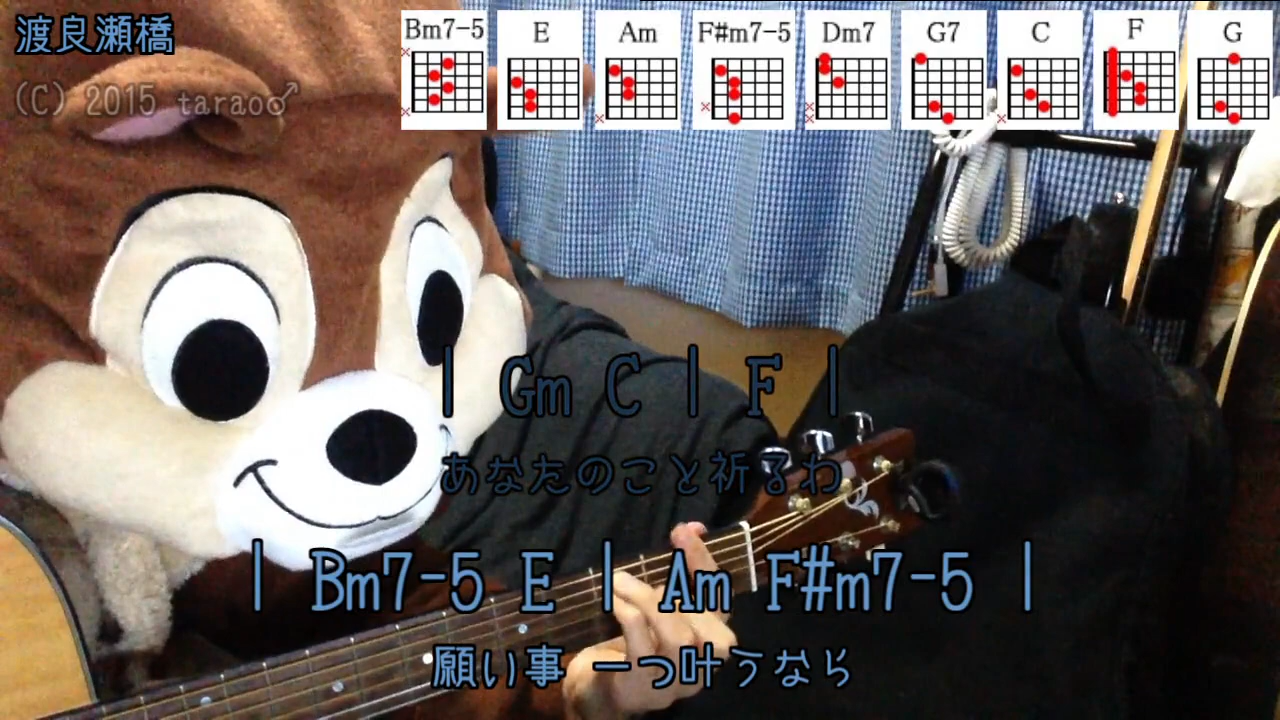 渡良瀬橋
(C) 2015 tarao♂
Bm7-5 E Am F#m7-5 Dm7 G7 C F G
| Gm C | F |
あなたのこと祈るわ
| Bm7-5 E | Am F#m7-5 |
願い事 一つ叶うなら